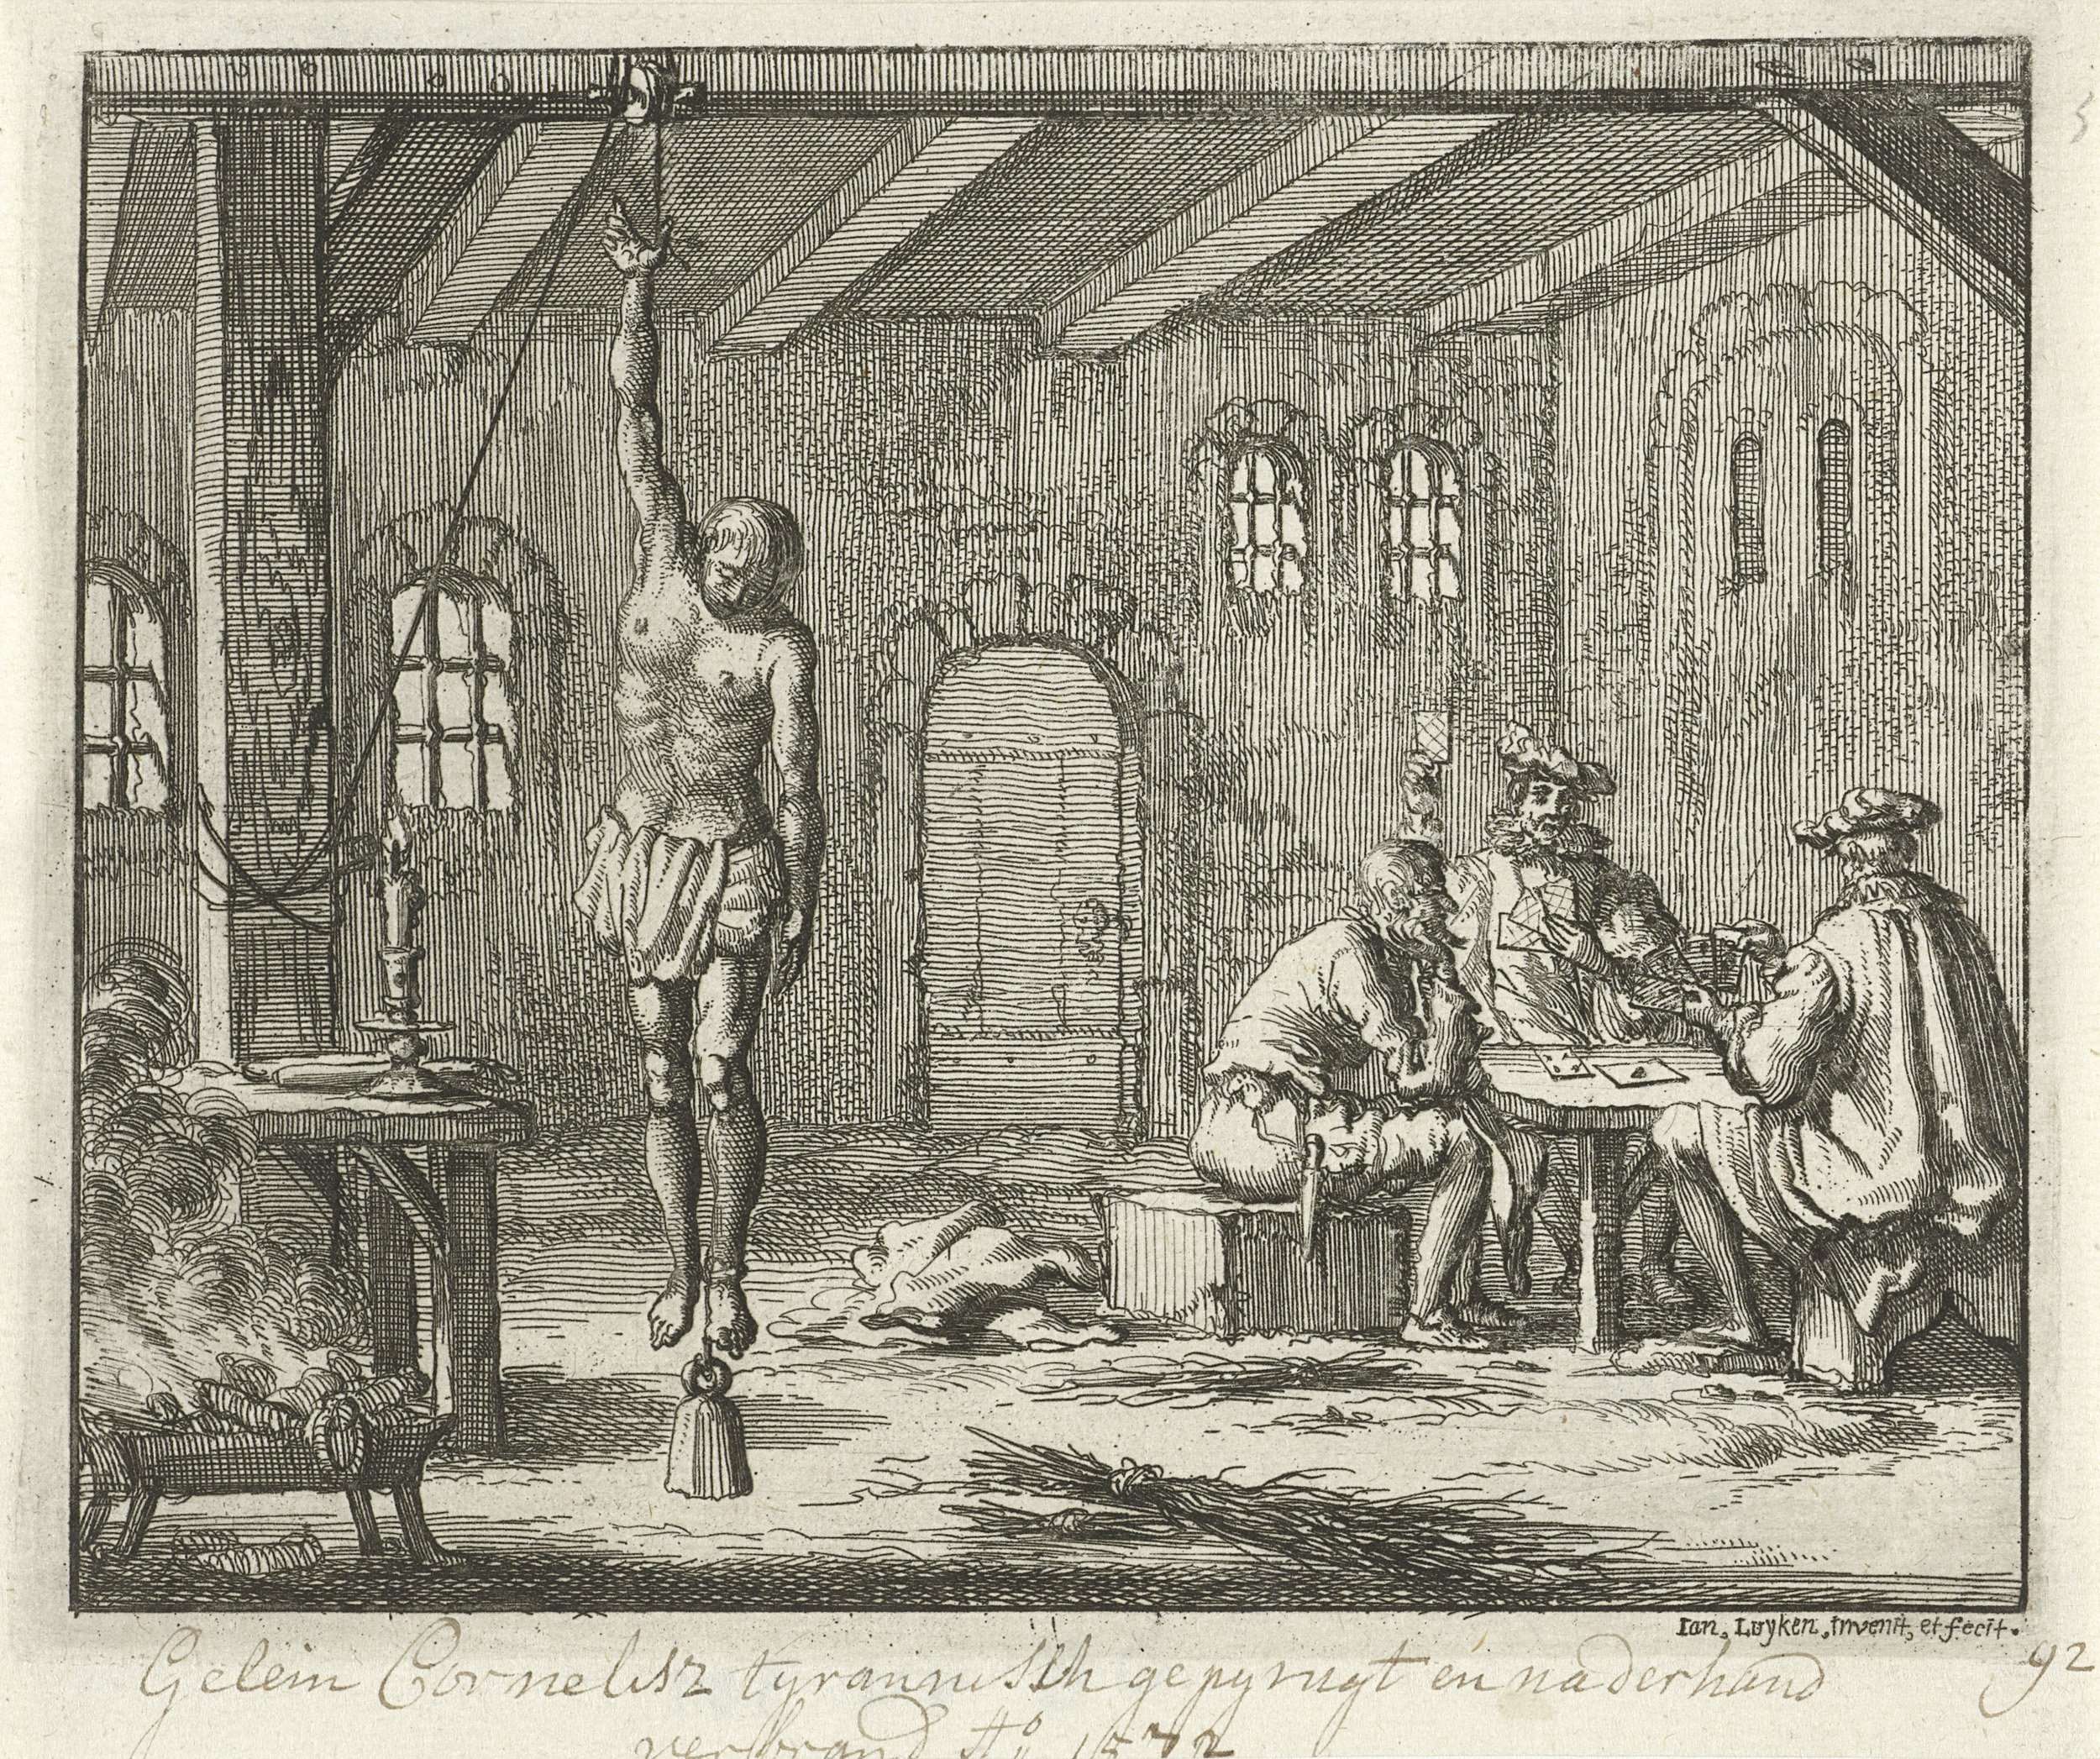 Ian, Luyken, invenit, et fecit.
Gelein Cornelisz tyrannisch gepynigt en naderhand
92
verbrand Aº 1572